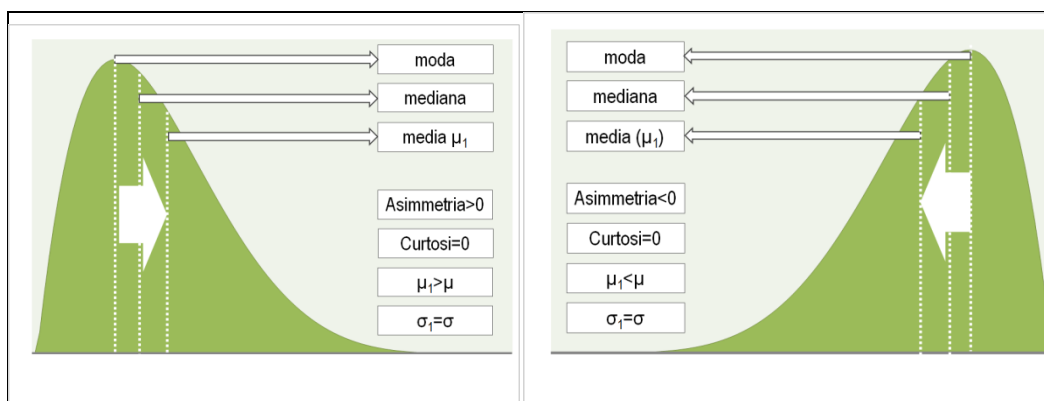 moda
mediana
media μ₁
Asimmetria>0
Curtosi=0
μ₁>μ
σ₁=σ
moda
mediana
media (μ₁)
Asimmetria<0
Curtosi=0
μ₁<μ
σ₁=σ